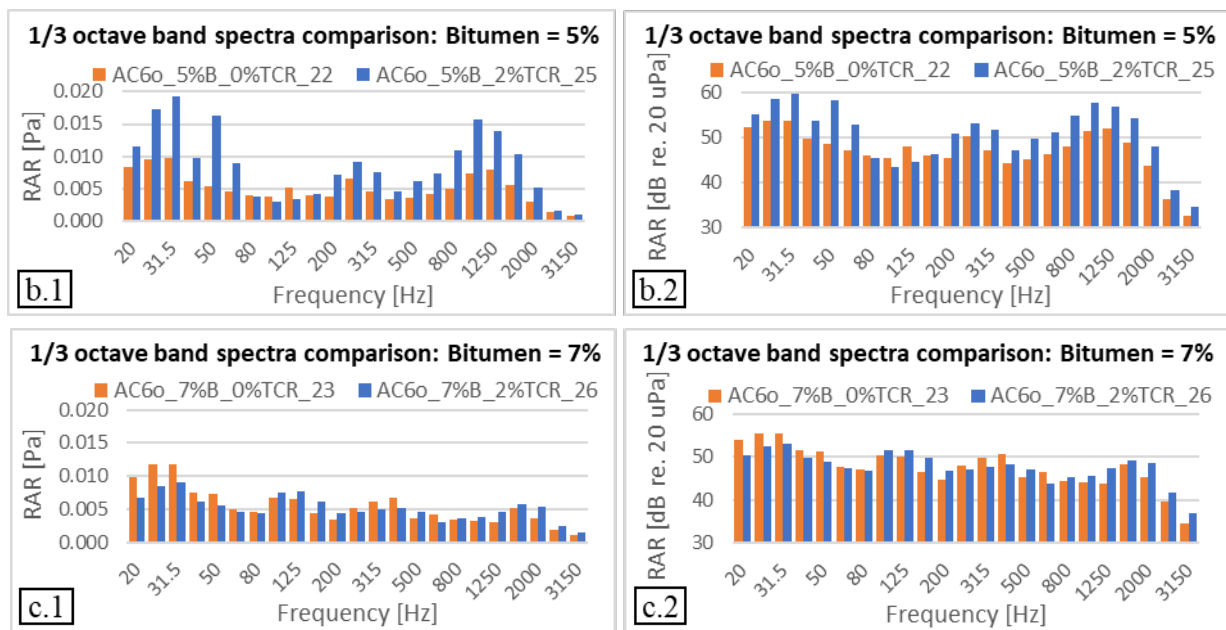 1/3 octave band spectra comparison: Bitumen = 5%
AC6o_5%B_0%TCR_22 AC6o_5%B_2%TCR_25
RAR [Pa]
0.020
0.015
0.010
0.005
0.000
20 31.5 50 80 125 200 315 500 800 1250 2000 3150
Frequency [Hz]
b.1
1/3 octave band spectra comparison: Bitumen = 5%
AC6o_5%B_0%TCR_22 AC6o_5%B_2%TCR_25
RAR [dB re. 20 uPa]
60
50
40
30
20 31.5 50 80 125 200 315 500 800 1250 2000 3150
Frequency [Hz]
b.2
1/3 octave band spectra comparison: Bitumen = 7%
AC6o_7%B_0%TCR_23 AC6o_7%B_2%TCR_26
RAR [Pa]
0.020
0.015
0.010
0.005
0.000
20 31.5 50 80 125 200 315 500 800 1250 2000 3150
Frequency [Hz]
c.1
1/3 octave band spectra comparison: Bitumen = 7%
AC6o_7%B_0%TCR_23 AC6o_7%B_2%TCR_26
RAR [dB re. 20 uPa]
60
50
40
30
20 31.5 50 80 125 200 315 500 800 1250 2000 3150
Frequency [Hz]
c.2